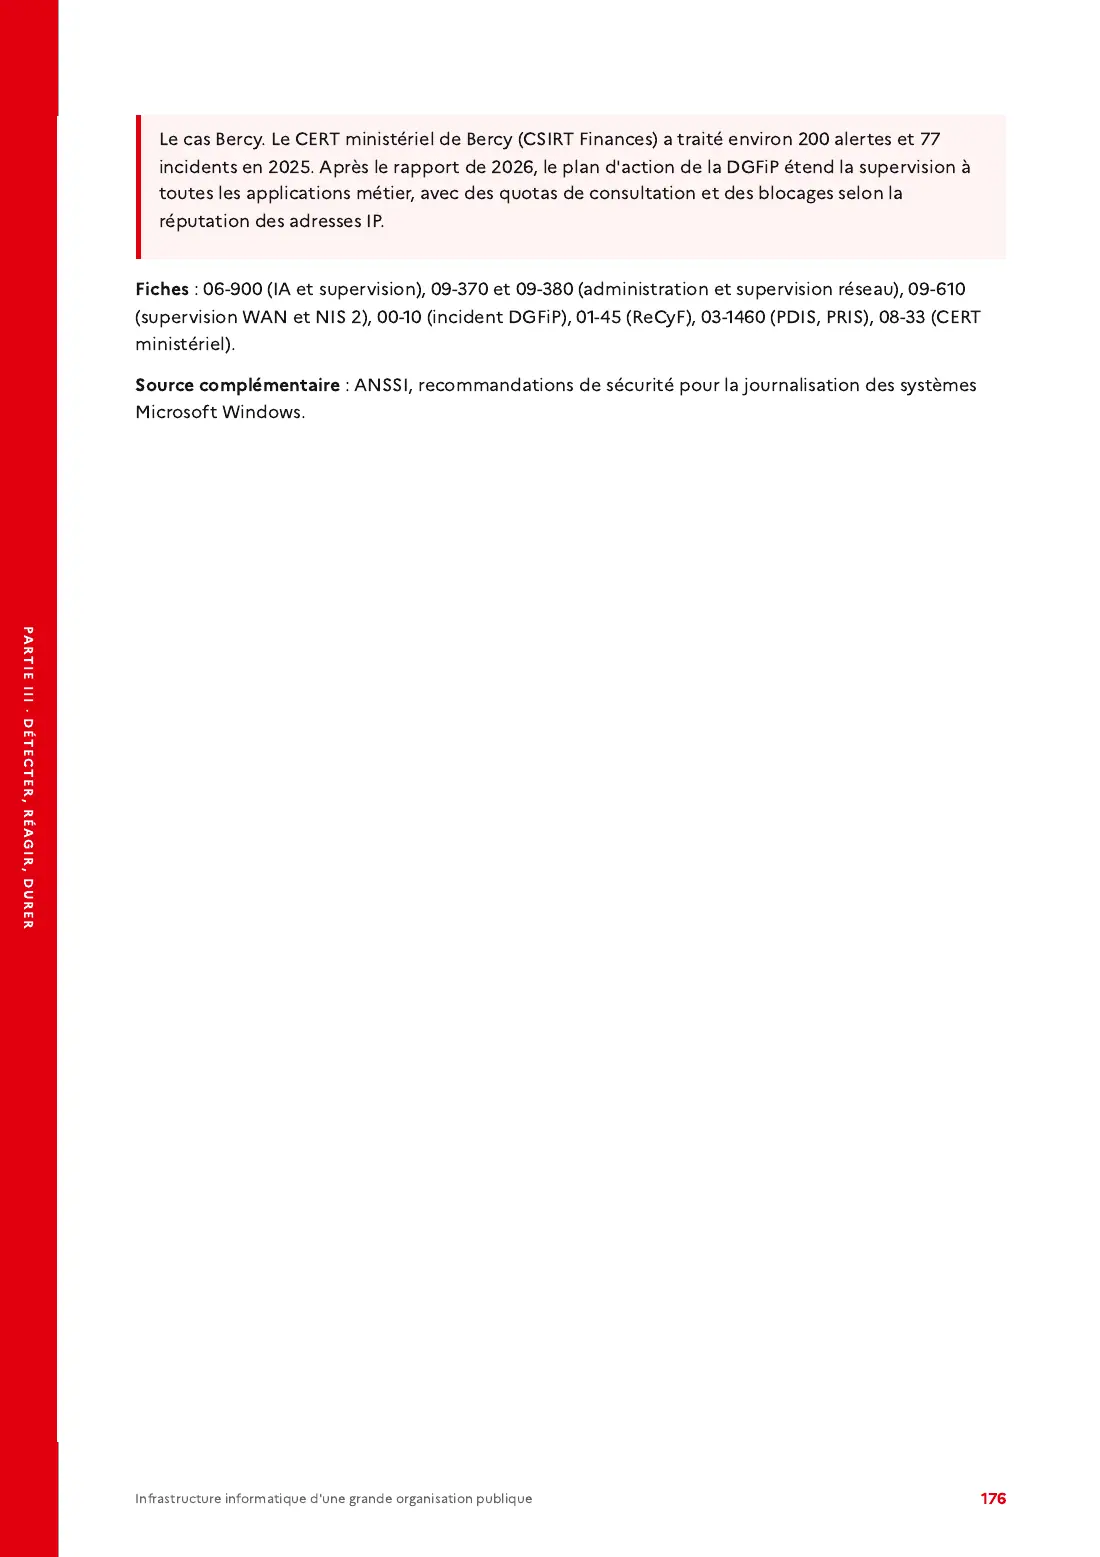 Le cas Bercy. Le CERT ministériel de Bercy (CSIRT Finances) a traité environ 200 alertes et 77
incidents en 2025. Après le rapport de 2026, le plan d'action de la DGFiP étend la supervision à
toutes les applications métier, avec des quotas de consultation et des blocages selon la
réputation des adresses IP.
Fiches : 06-900 (IA et supervision), 09-370 et 09-380 (administration et supervision réseau), 09-610
(supervision WAN et NIS 2), 00-10 (incident DGFiP), 01-45 (ReCyF), 03-1460 (PDIS, PRIS), 08-33 (CERT
ministériel).
Source complémentaire : ANSSI, recommandations de sécurité pour la journalisation des systèmes
Microsoft Windows.
PARTIE III · DÉTECTER, RÉAGIR, DURER
Infrastructure informatique d'une grande organisation publique
176